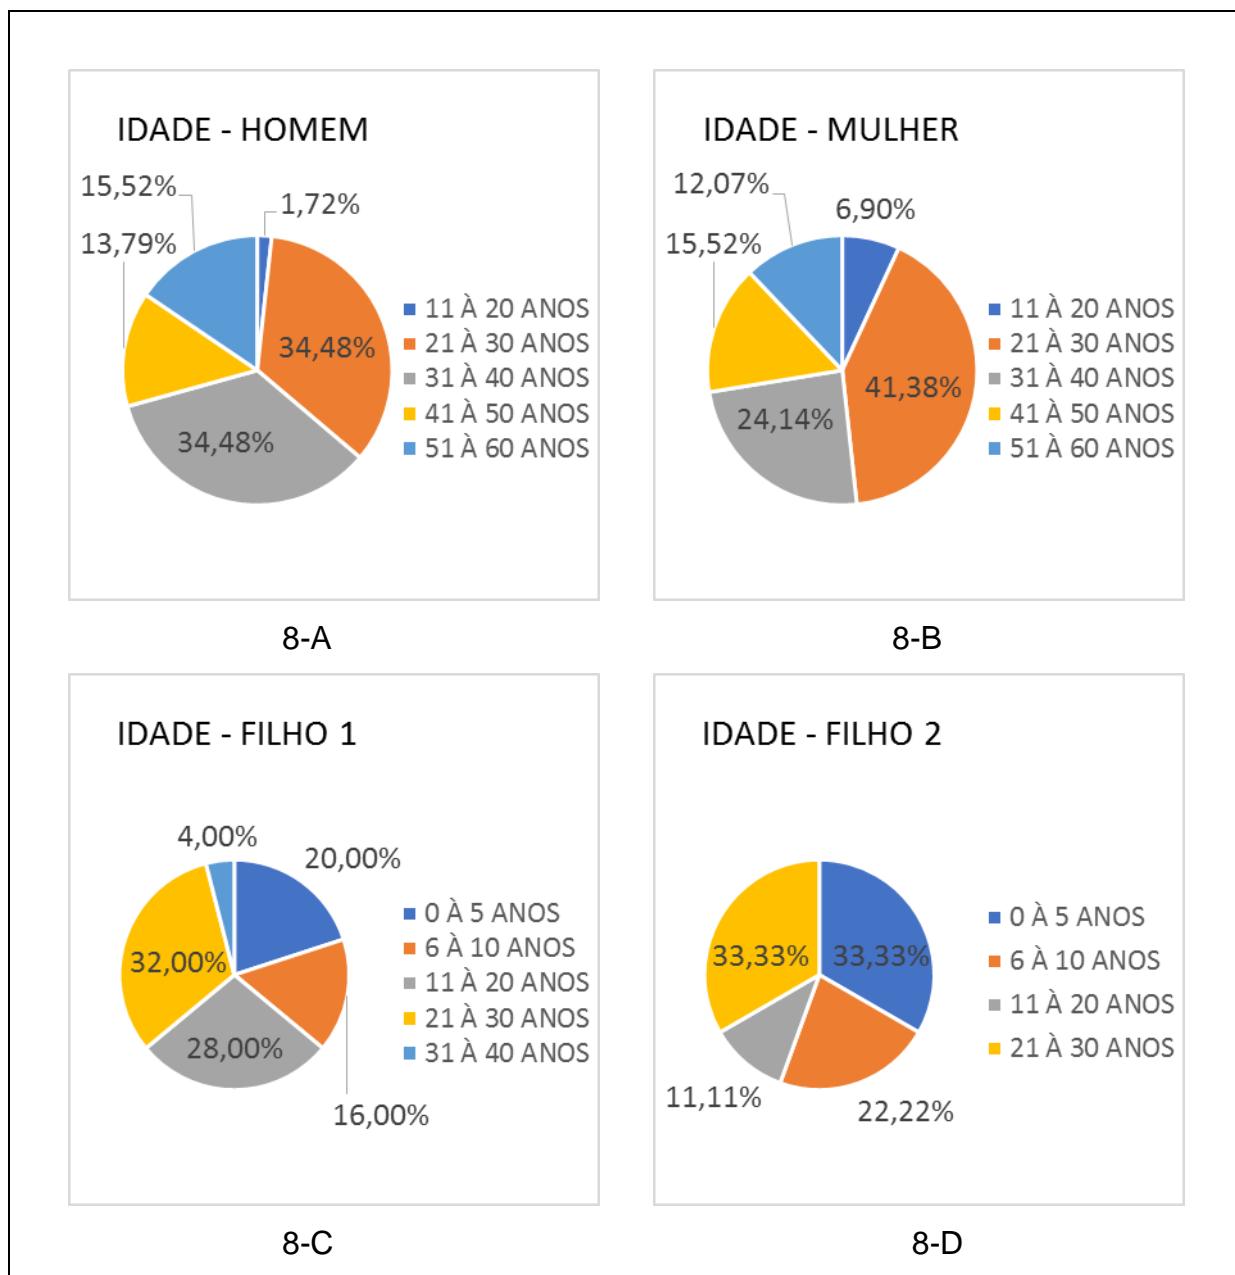 IDADE - HOMEM
15,52%
1,72%
13,79%
34,48%
34,48%
11 À 20 ANOS
21 À 30 ANOS
31 À 40 ANOS
41 À 50 ANOS
51 À 60 ANOS
8-A
IDADE - MULHER
12,07%
6,90%
15,52%
41,38%
24,14%
11 À 20 ANOS
21 À 30 ANOS
31 À 40 ANOS
41 À 50 ANOS
51 À 60 ANOS
8-B
IDADE - FILHO 1
4,00%
20,00%
32,00%
28,00%
16,00%
0 À 5 ANOS
6 À 10 ANOS
11 À 20 ANOS
21 À 30 ANOS
31 À 40 ANOS
8-C
IDADE - FILHO 2
33,33%
33,33%
11,11%
22,22%
0 À 5 ANOS
6 À 10 ANOS
11 À 20 ANOS
21 À 30 ANOS
8-D